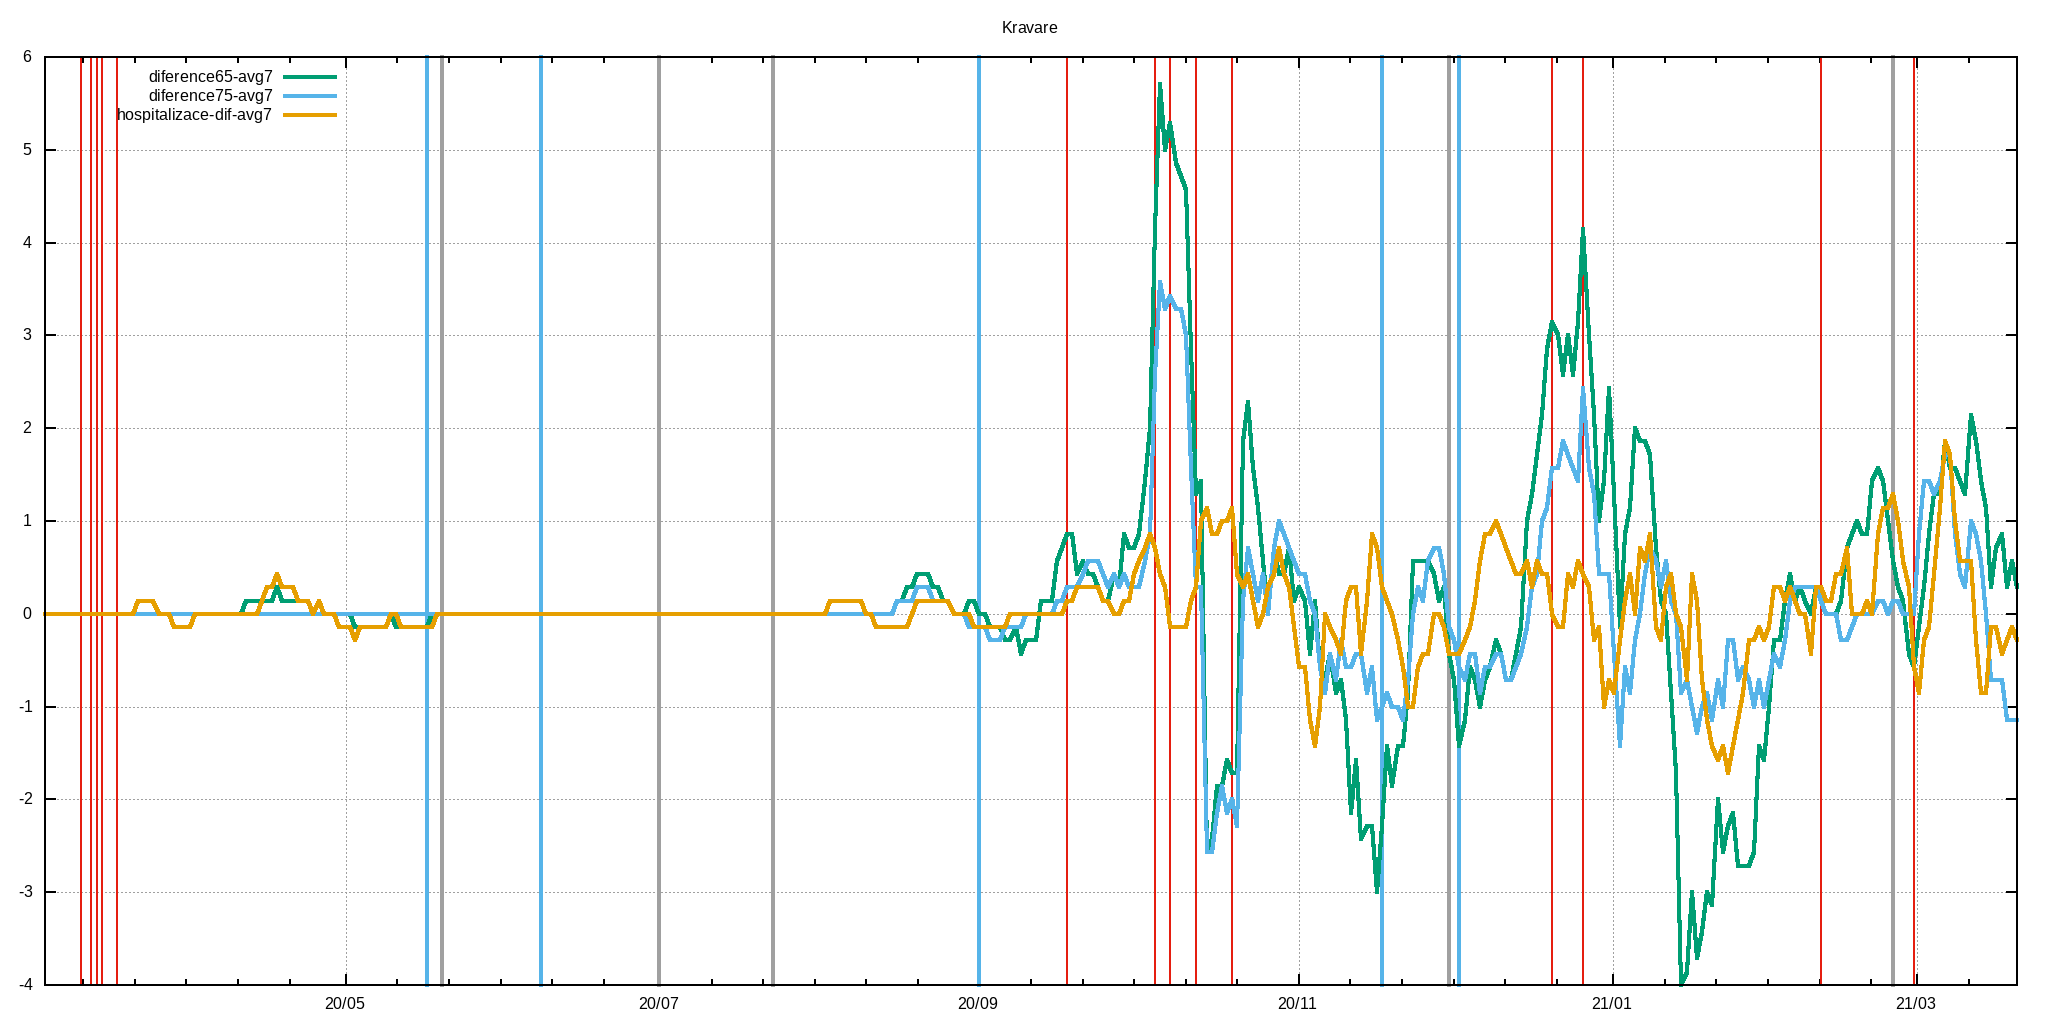 Kravare
6
diference65-avg7
diference75-avg7
hospitalizace-dif-avg7
5
4
3
2
1
0
-1
-2
-3
-4
20/05 20/07 20/09 20/11 21/01 21/03